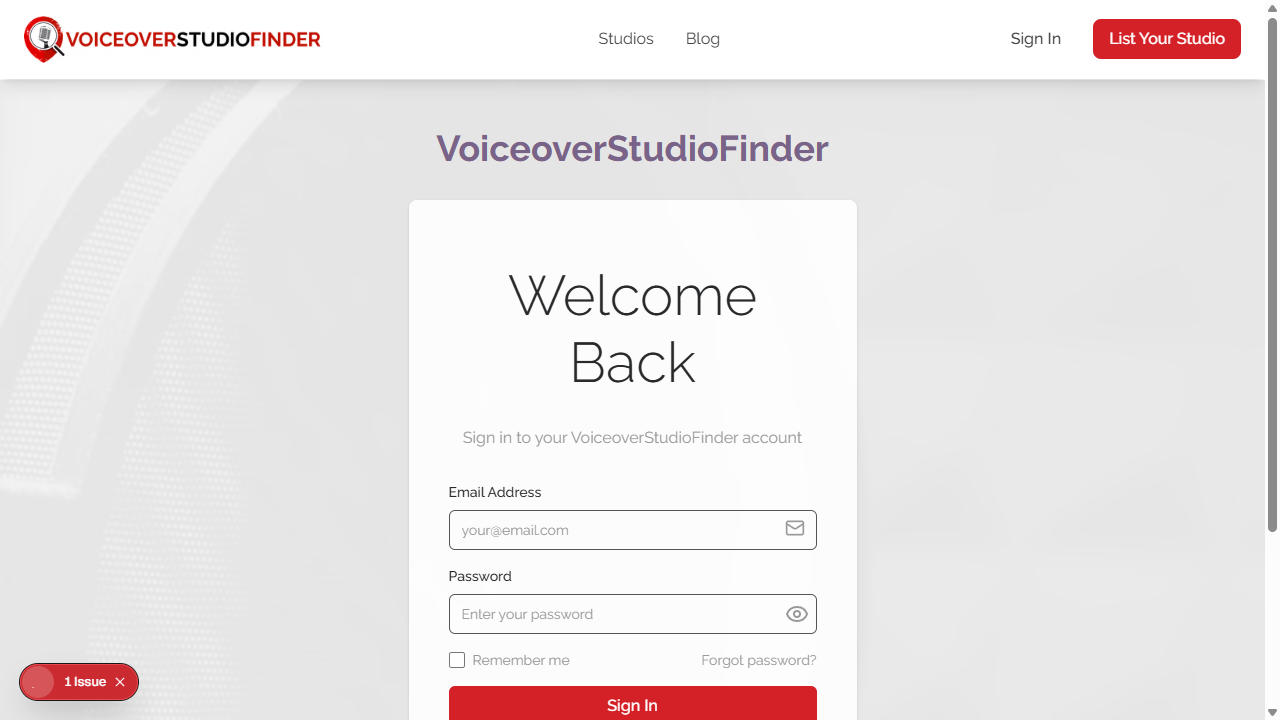 VOICEOVERSTUDIOFINDER
Studios
Blog
Sign In
List Your Studio
VoiceoverStudioFinder
Welcome
Back
Sign in to your VoiceoverStudioFinder account
Email Address
your@email.com
Password
Enter your password
Remember me
Forgot password?
Sign In
1 Issue